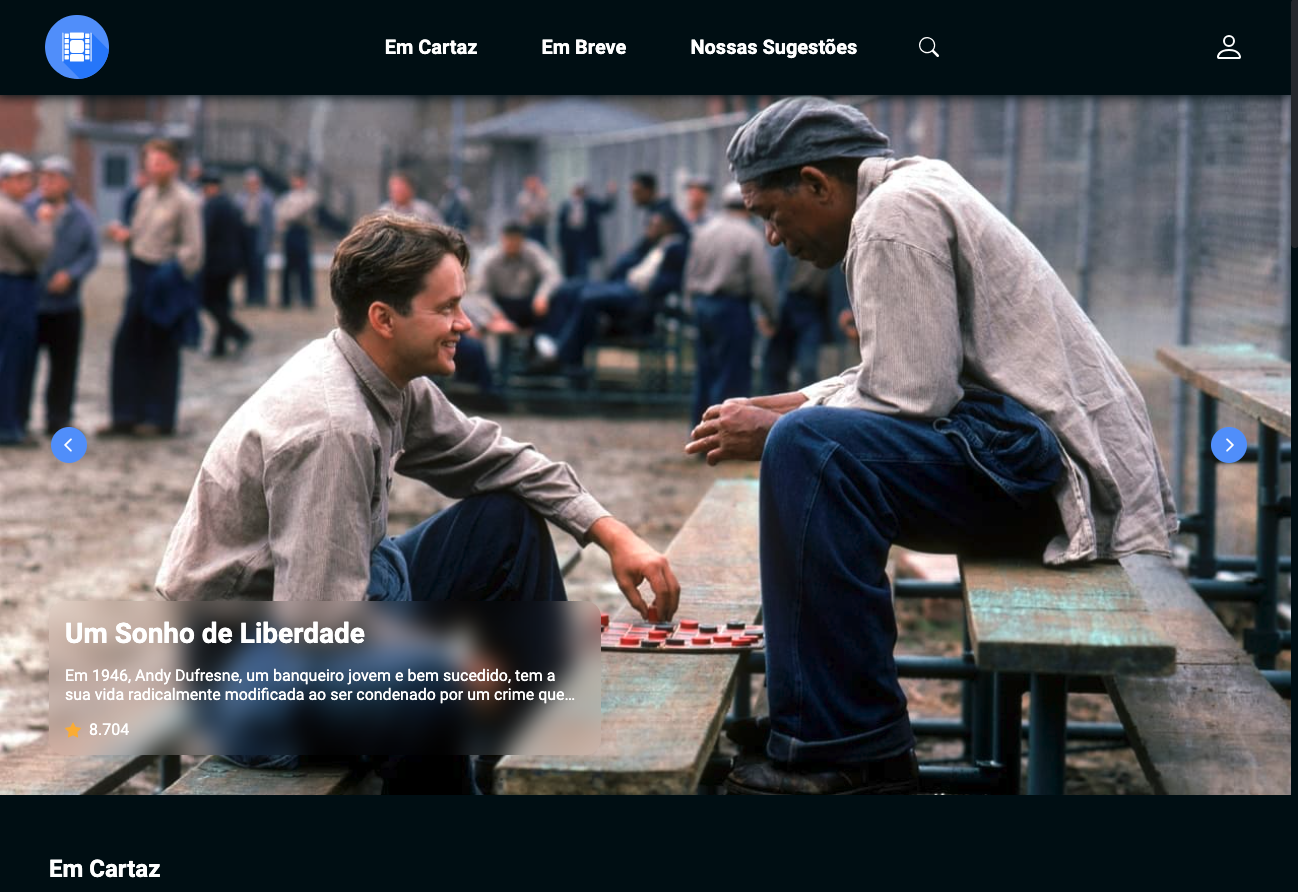 Em Cartaz
Em Breve
Nossas Sugestões
Um Sonho de Liberdade
Em 1946, Andy Dufresne, um banqueiro jovem e bem sucedido, tem a
sua vida radicalmente modificada ao ser condenado por um crime que...
8.704
Em Cartaz